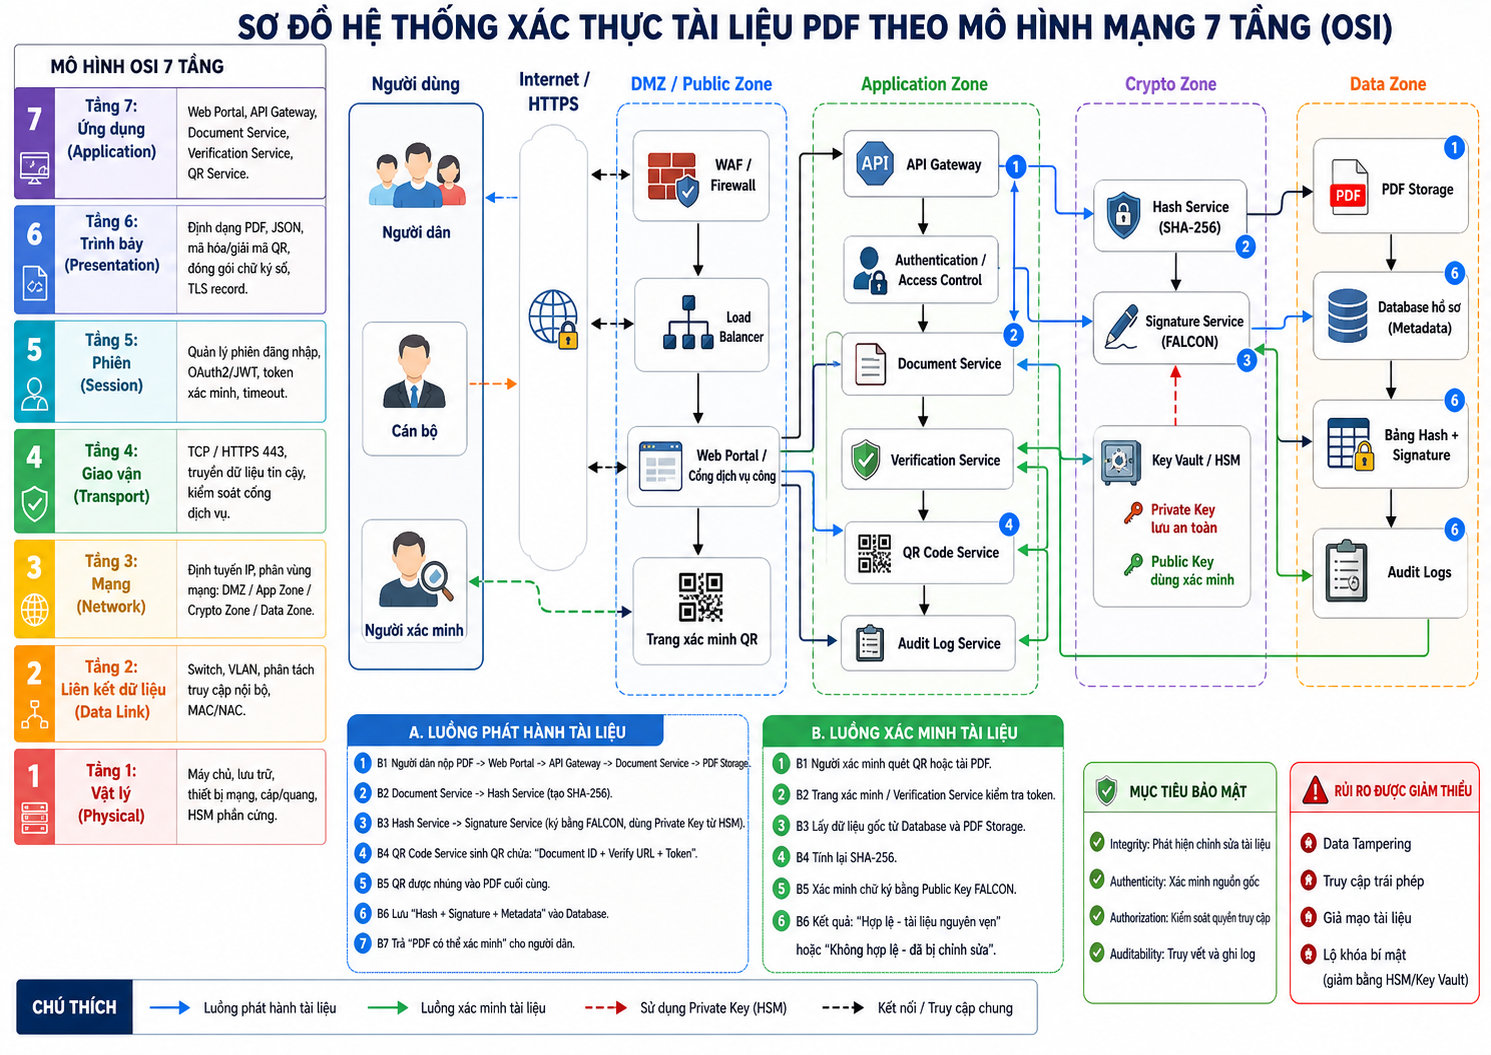 SƠ ĐỒ HỆ THỐNG XÁC THỰC TÀI LIỆU PDF THEO MÔ HÌNH MẠNG 7 TẦNG (OSI)
MÔ HÌNH OSI 7 TẦNG
7
Tầng 7:
Ứng dụng
(Application)
Web Portal, API Gateway,
Document Service,
Verification Service,
QR Service.
6
Tầng 6:
Trình bảy
(Presentation)
Định dạng PDF, JSON,
mã hóa/giải mã QR,
đóng gói chữ ký số,
TLS record.
5
Tầng 5:
Phiên
(Session)
Quản lý phiên đăng nhập,
OAuth2/JWT, token
xác minh, timeout.
4
Tầng 4:
Giao vận
(Transport)
TCP / HTTPS 443,
truyền dữ liệu tin cậy,
kiểm soát cổng
dịch vụ.
3
Tầng 3:
Mạng
(Network)
Định tuyến IP, phân vùng
mạng: DMZ / App Zone /
Crypto Zone / Data Zone.
2
Tầng 2:
Liên kết dữ liệu
(Data Link)
Switch, VLAN, phân tách
truy cập nội bộ,
MAC/NAC.
1
Tầng 1:
Vật lý
(Physical)
Máy chủ, lưu trữ,
thiết bị mạng, cáp/quang,
HSM phần cứng.
Người dùng
Người dân
Cán bộ
Người xác minh
Internet /
HTTPS
DMZ / Public Zone
WAF /
Firewall
Load
Balancer
Web Portal /
Cổng dịch vụ công
Trang xác minh QR
Application Zone
API
API Gateway
1
Authentication /
Access Control
2
Document Service
Verification Service
4
QR Code Service
Audit Log Service
Crypto Zone
Hash Service
(SHA-256)
2
Signature Service
(FALCON)
3
Key Vault / HSM
Private Key
lưu an toàn
Public Key
dùng xác minh
Data Zone
1
PDF
PDF Storage
6
Database hồ sơ
(Metadata)
6
Bảng Hash +
Signature
6
Audit Logs
A. LUỒNG PHÁT HÀNH TÀI LIỆU
1 B1 Người dân nộp PDF -> Web Portal -> API Gateway -> Document Service -> PDF Storage.
2 B2 Document Service -> Hash Service (tạo SHA-256).
3 B3 Hash Service -> Signature Service (ký bằng FALCON, dùng Private Key từ HSM).
4 B4 QR Code Service sinh QR chứa: “Document ID + Verify URL + Token”.
5 B5 QR được nhúng vào PDF cuối cùng.
6 B6 Lưu “Hash + Signature + Metadata” vào Database.
7 B7 Trả “PDF có thể xác minh” cho người dân.
B. LUỒNG XÁC MINH TÀI LIỆU
1 B1 Người xác minh quét QR hoặc tải PDF.
2 B2 Trang xác minh / Verification Service kiểm tra token.
3 B3 Lấy dữ liệu gốc từ Database và PDF Storage.
4 B4 Tính lại SHA-256.
5 B5 Xác minh chữ ký bằng Public Key FALCON.
6 B6 Kết quả: “Hợp lệ - tài liệu nguyên vẹn”
hoặc “Không hợp lệ - đã bị chỉnh sửa”.
MỤC TIÊU BẢO MẬT
Integrity: Phát hiện chỉnh sửa tài liệu
Authenticity: Xác minh nguồn gốc
Authorization: Kiểm soát quyền truy cập
Auditability: Truy vết và ghi log
RỦI RO ĐƯỢC GIẢM THIỂU
Data Tampering
Truy cập trái phép
Giả mạo tài liệu
Lộ khóa bí mật
(giảm bằng HSM/Key Vault)
CHÚ THÍCH
Luồng phát hành tài liệu
Luồng xác minh tài liệu
Sử dụng Private Key (HSM)
Kết nối / Truy cập chung